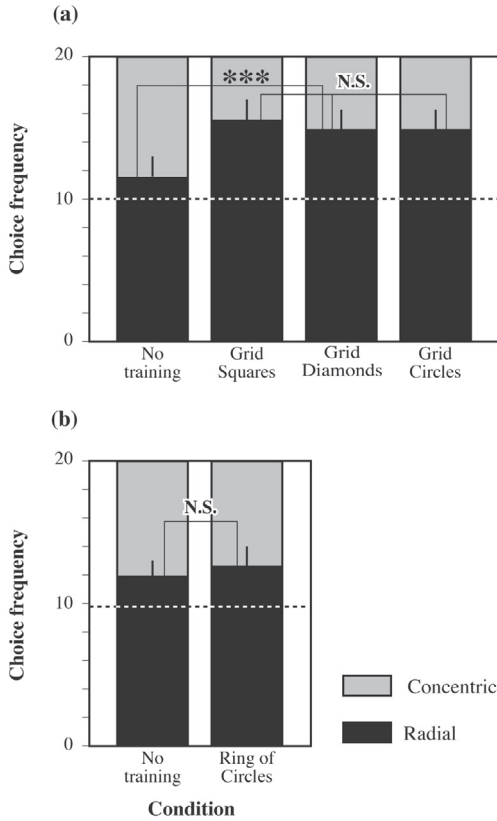 (a)
20
10
0
Choice frequency
***
N.S.
No
training
Grid
Squares
Grid
Diamonds
Grid
Circles
(b)
20
10
0
Choice frequency
N.S.
No
training
Ring of
Circles
Condition
Concentric
Radial